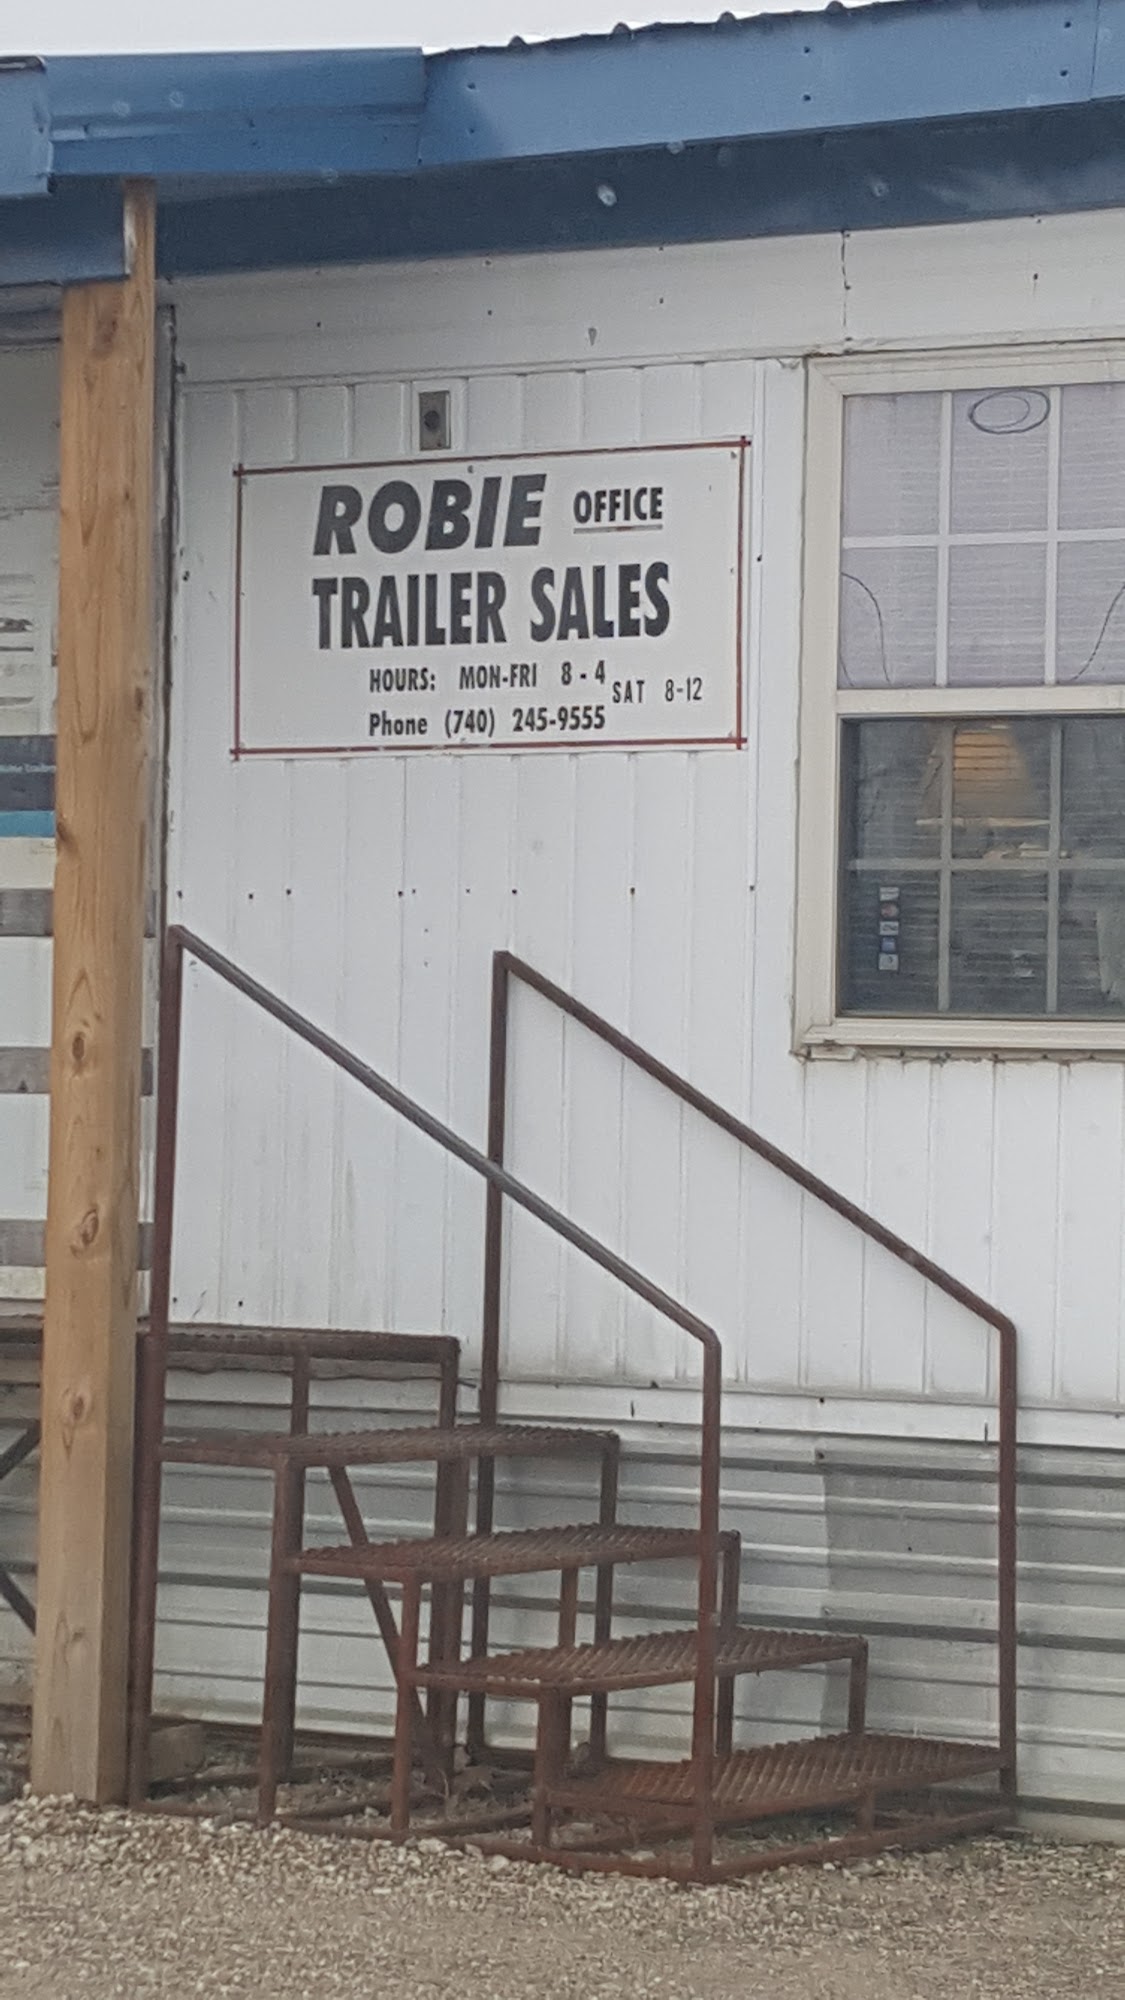 ROBIE OFFICE
TRAILER SALES
HOURS: MON-FRI 8 - 4 SAT 8-12
Phone (740) 245-9555